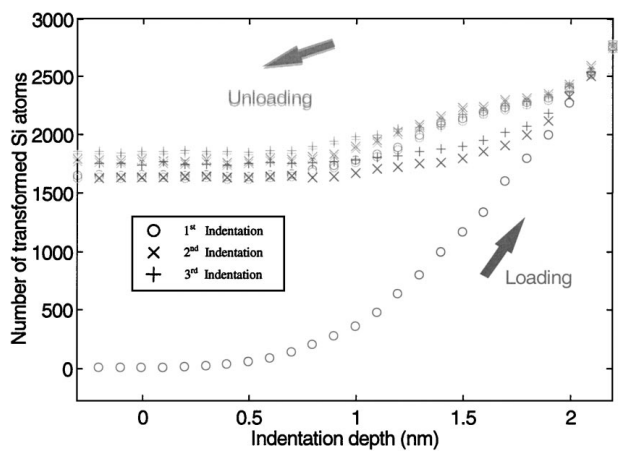 3000
2500
2000
1500
1000
500
0
Number of transformed Si atoms
Unloading
1st Indentation
2nd Indentation
3rd Indentation
Loading
0
0.5
1
1.5
2
Indentation depth (nm)